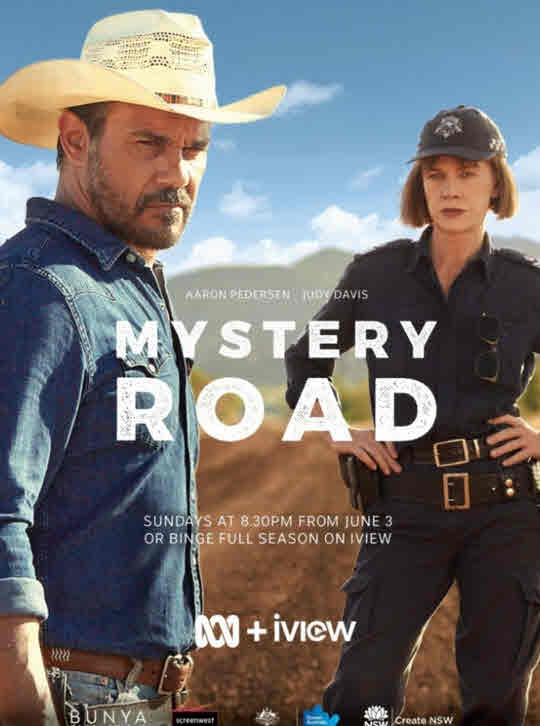 AARON PEDERSEN JUDY DAVIS
MYSTERY
ROAD
SUNDAYS AT 8.30PM FROM JUNE 3
OR BINGE FULL SEASON ON IVIEW
+ iview
BUNYA
screenwest
Create NSW